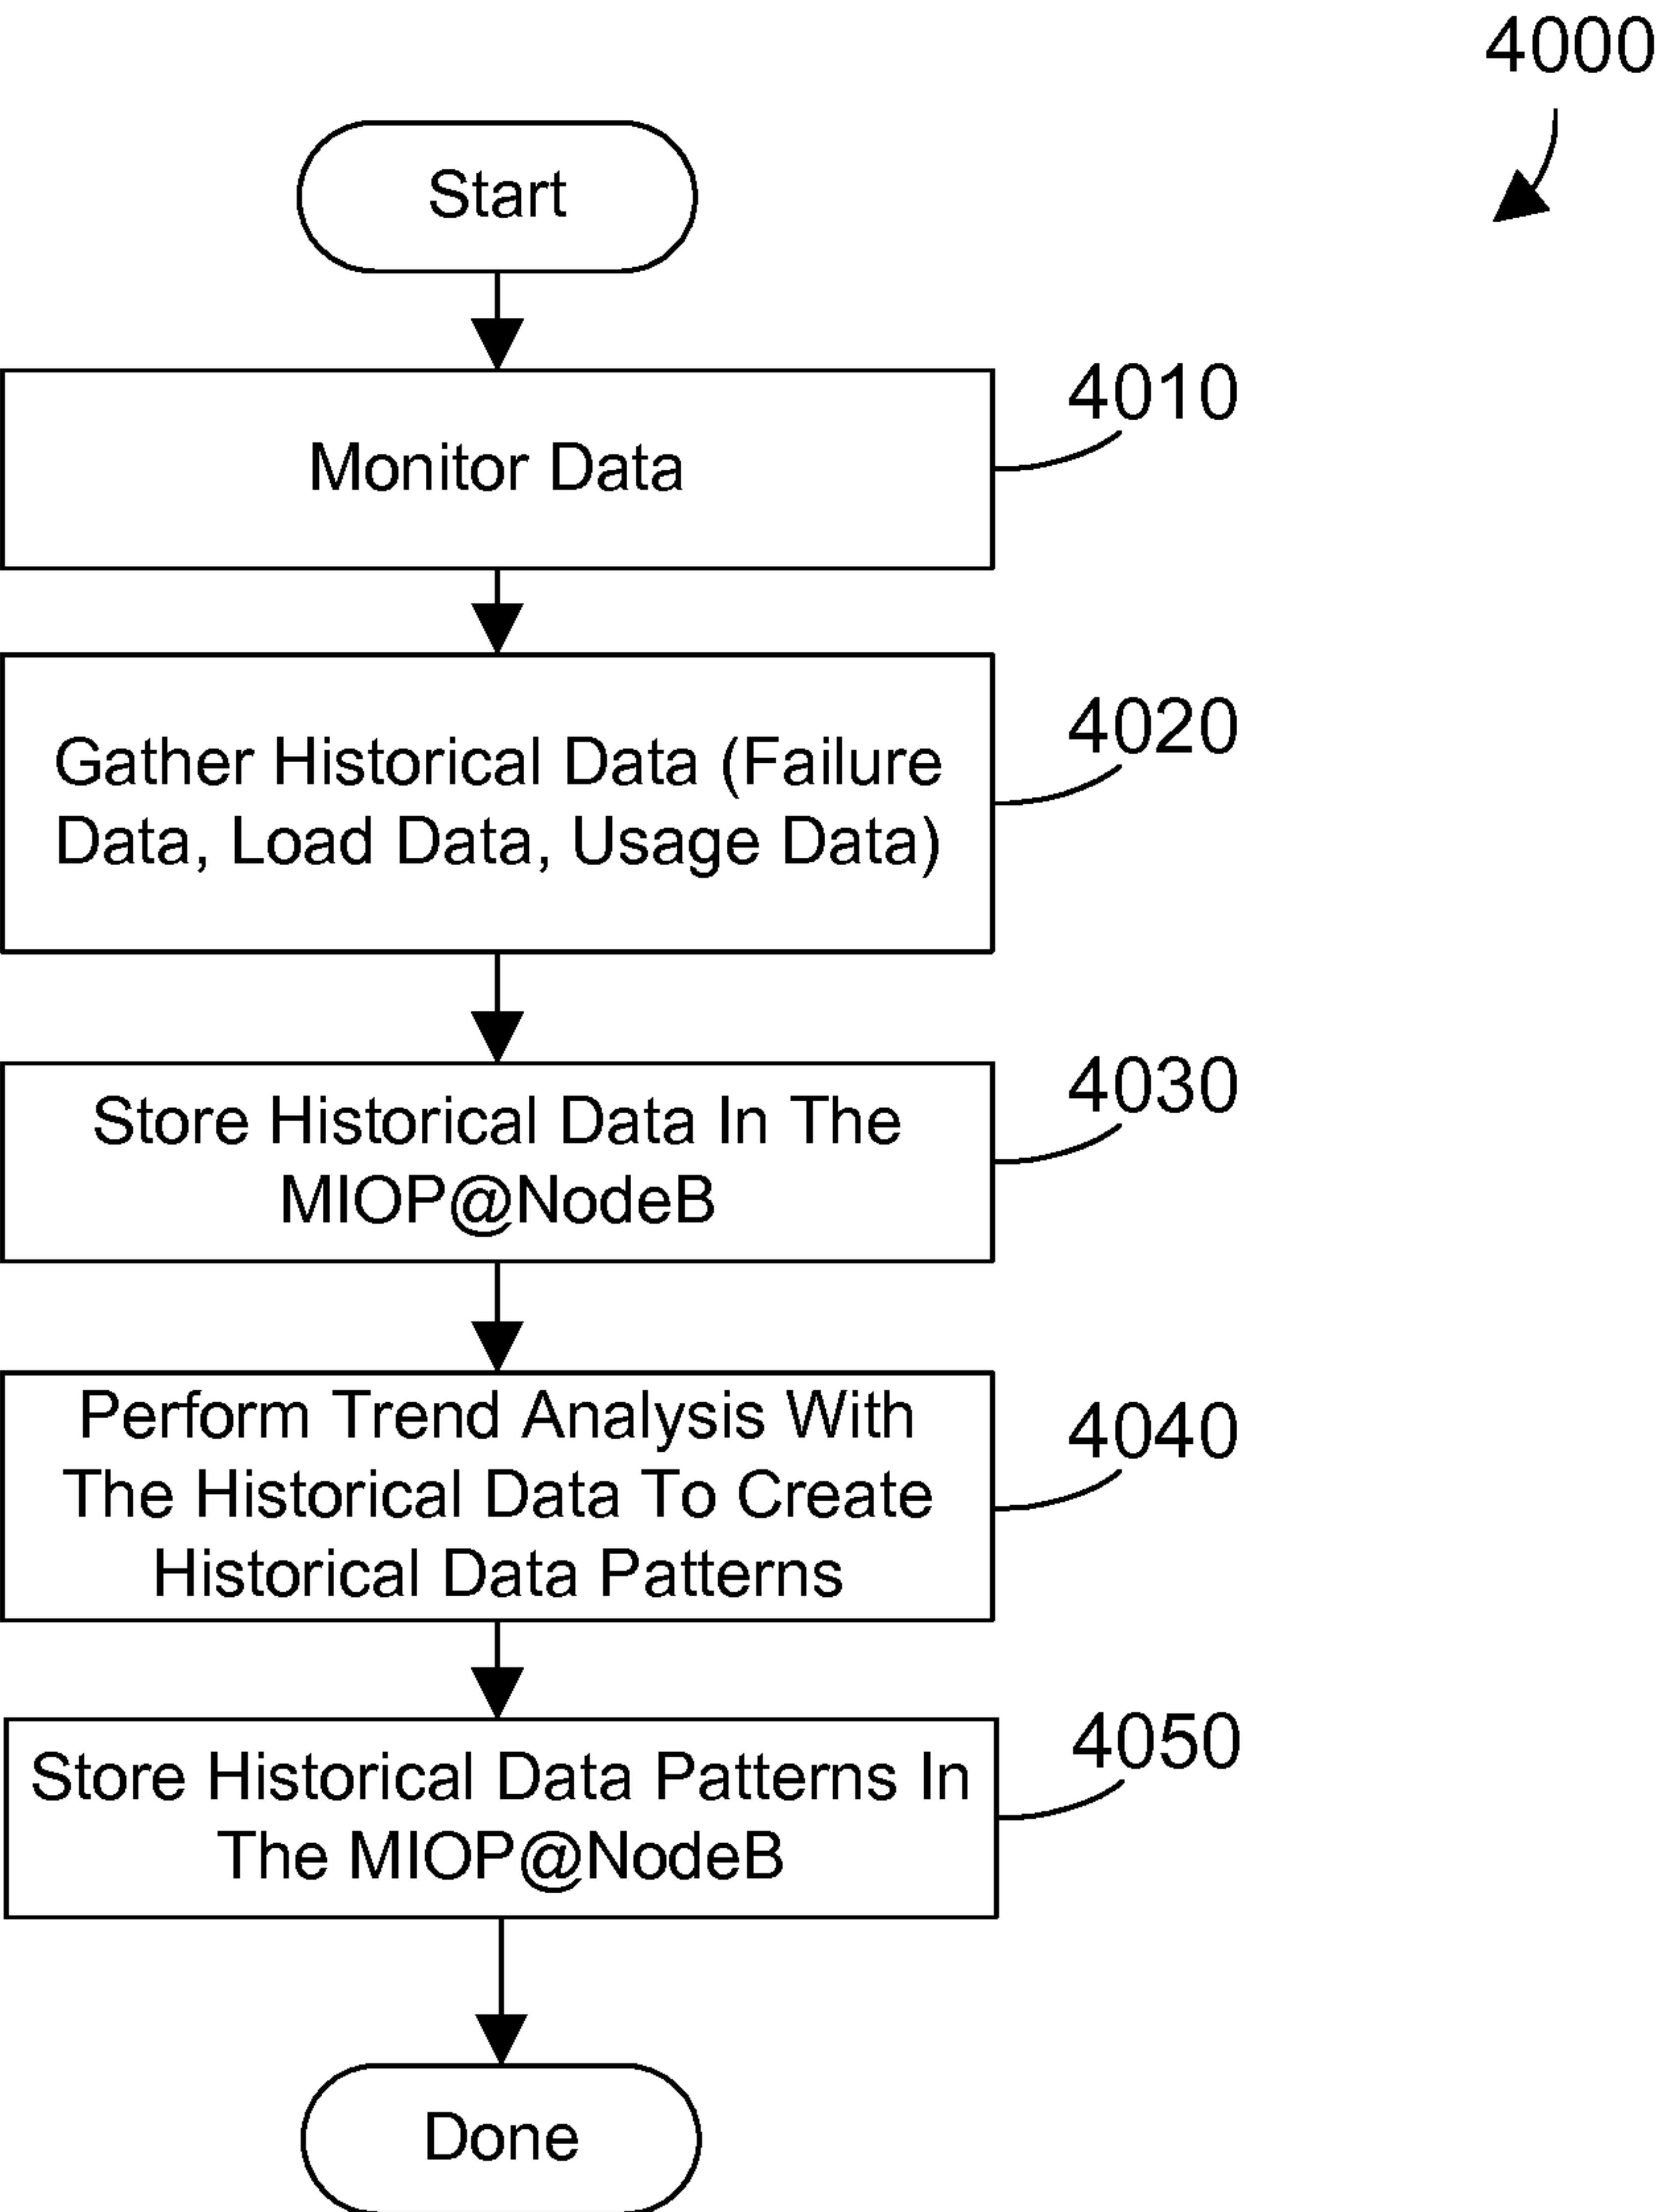 4000
Start
4010
Monitor Data
4020
Gather Historical Data (Failure
Data, Load Data, Usage Data)
4030
Store Historical Data In The
MIOP@NodeB
4040
Perform Trend Analysis With
The Historical Data To Create
Historical Data Patterns
4050
Store Historical Data Patterns In
The MIOP@NodeB
Done